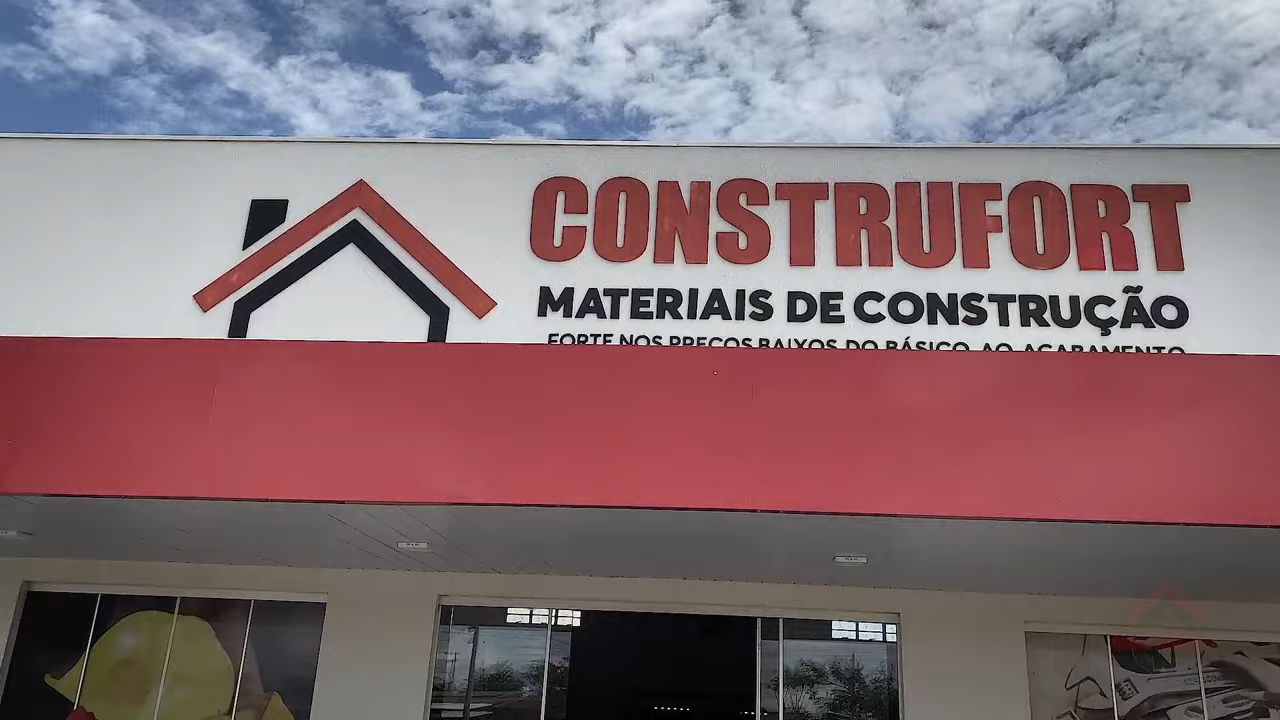 CONSTRUFORT
MATERIAIS DE CONSTRUÇÃO
FORTE NOS PREÇOS BAIXOS DO BÁSICO AO ACABAMENTO